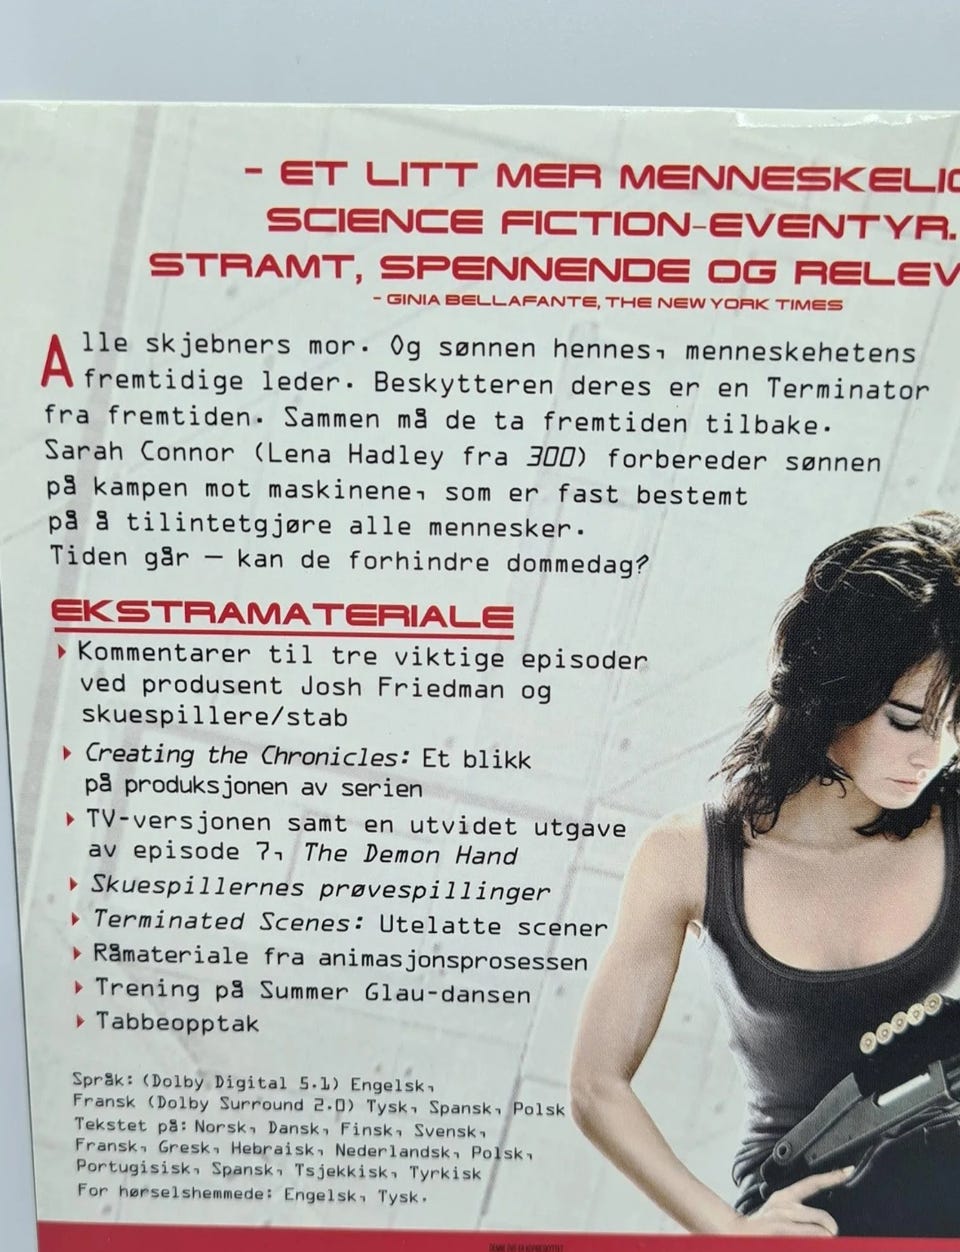 - ET LITT MER MENNESKELIG
SCIENCE FICTION-EVENTYR.
STRAMT, SPENNENDE OG RELEV
- GINIA BELLAFANTE, THE NEW YORK TIMES
Alle skjebners mor. Og sønnen hennes, menneskehetens
fremtidige leder. Beskytteren deres er en Terminator
fra fremtiden. Sammen må de ta fremtiden tilbake.
Sarah Connor (Lena Hadley fra 300) forbereder sønnen
på kampen mot maskinene, som er fast bestemt
på å tilintetgjøre alle mennesker.
Tiden går – kan de forhindre dommedag?
EKSTRAMATERIALE
Kommentarer til tre viktige episoder
ved produsent Josh Friedman og
skuespillere/stab
Creating the Chronicles: Et blikk
på produksjonen av serien
TV-versjonen samt en utvidet utgave
av episode 7, The Demon Hand
Skuespillernes prøvespillinger
Terminated Scenes: Utelatte scener
Råmateriale fra animasjonsprosessen
Trening på Summer Glau-dansen
Tabbeopptak
Språk: (Dolby Digital 5.1) Engelsk,
Fransk (Dolby Surround 2.0) Tysk, Spansk, Polsk
Tekstet på: Norsk, Dansk, Finsk, Svensk,
Fransk, Gresk, Hebraisk, Nederlandsk, Polsk,
Portugisisk, Spansk, Tsjekkisk, Tyrkisk
For hørselshemmede: Engelsk, Tysk.